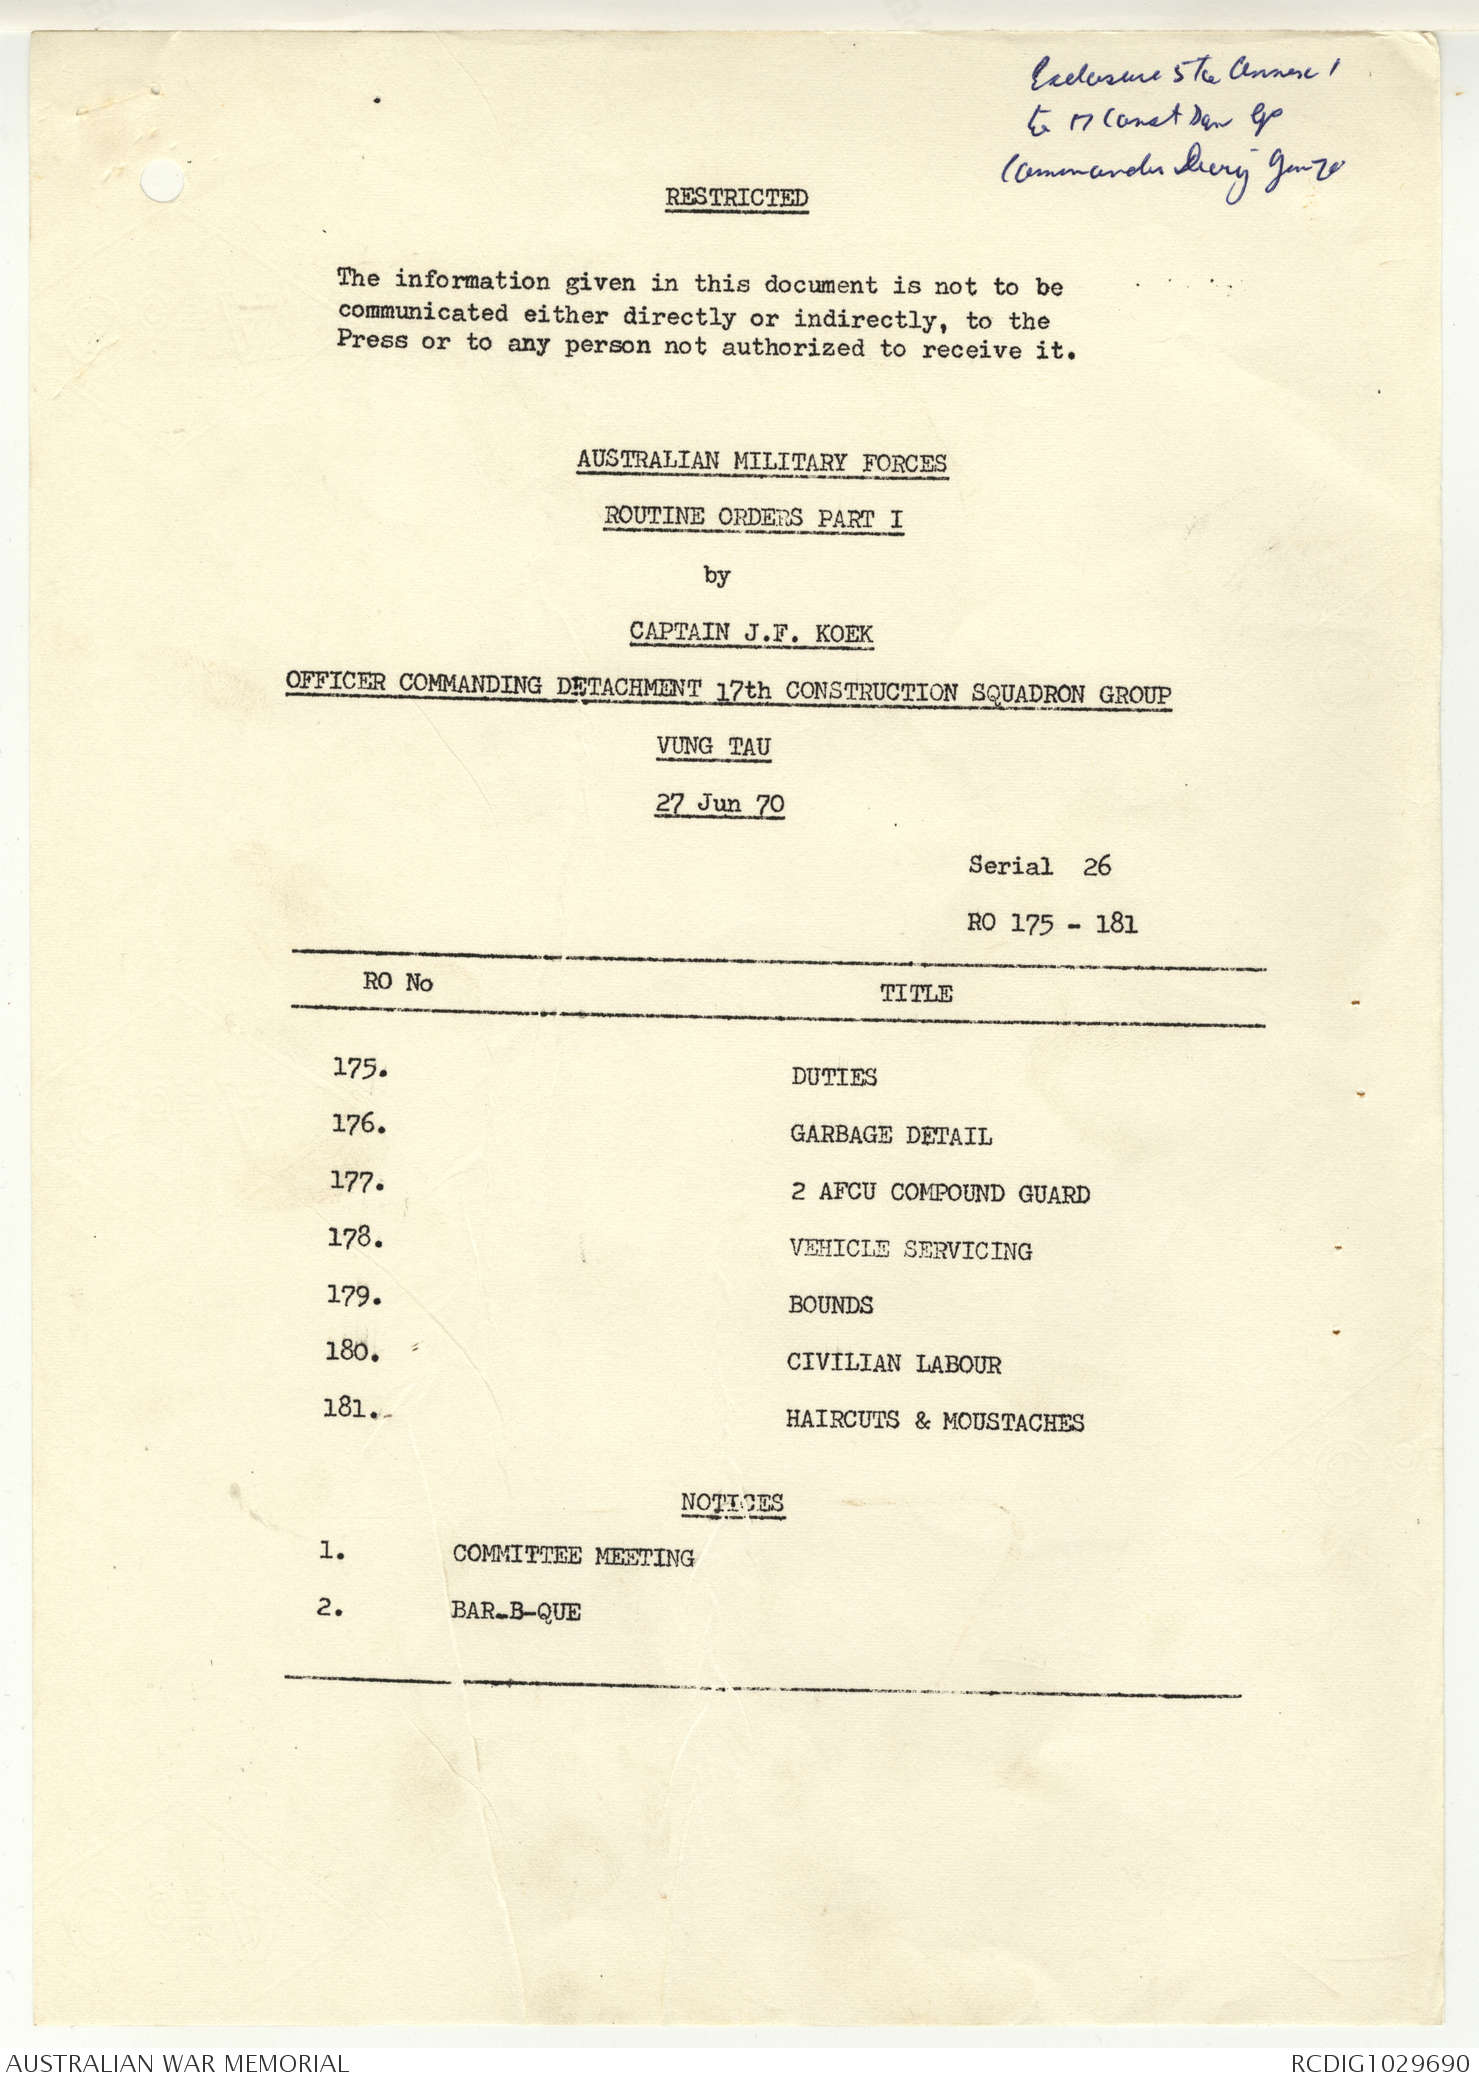 Enclosure 5 to Annex 1
to 17 Const Sqn Gp
Commanders Diary Jun 70
RESTRICTED
The information given in this document is not to be
communicated either directly or indirectly, to the
Press or to any person not authorized to receive it.
AUSTRALIAN MILITARY FORCES
ROUTINE ORDERS PART I
by
CAPTAIN J.F. KOEK
OFFICER COMMANDING DETACHMENT 17th CONSTRUCTION SQUADRON GROUP
VUNG TAU
27 Jun 70
Serial 26
RO 175 - 181
RO No TITLE
175. DUTIES
176. GARBAGE DETAIL
177. 2 AFCU COMPOUND GUARD
178. VEHICLE SERVICING
179. BOUNDS
180. CIVILIAN LABOUR
181. HAIRCUTS & MOUSTACHES
NOTICES
1. COMMITTEE MEETING
2. BAR-B-QUE
AUSTRALIAN WAR MEMORIAL
RCDIG1029690